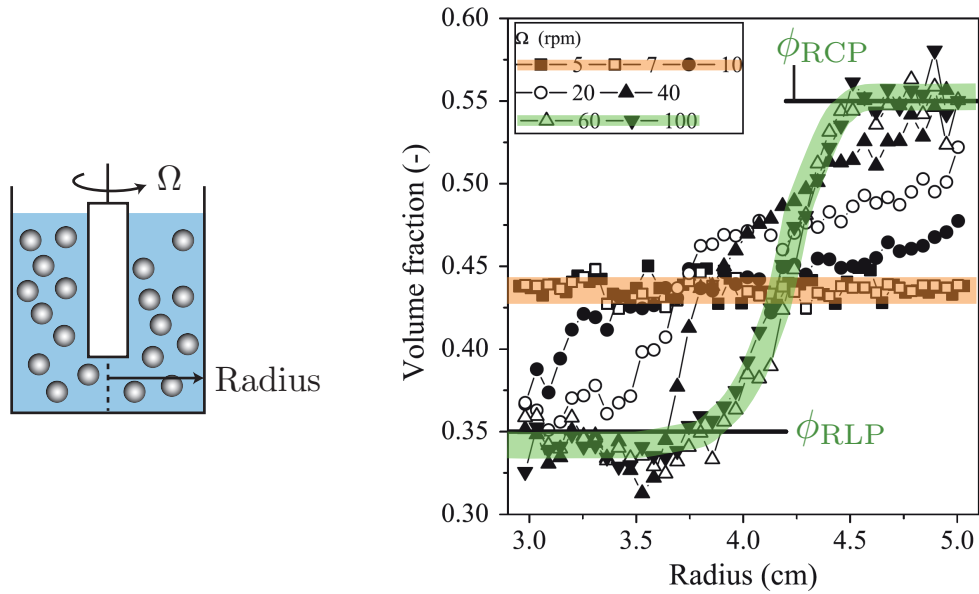 Ω
Radius
Volume fraction (-)
0.60
0.55
0.50
0.45
0.40
0.35
0.30
Ω (rpm)
5 7 10
20 40
60 100
ϕRCP
ϕRLP
3.0 3.5 4.0 4.5 5.0
Radius (cm)